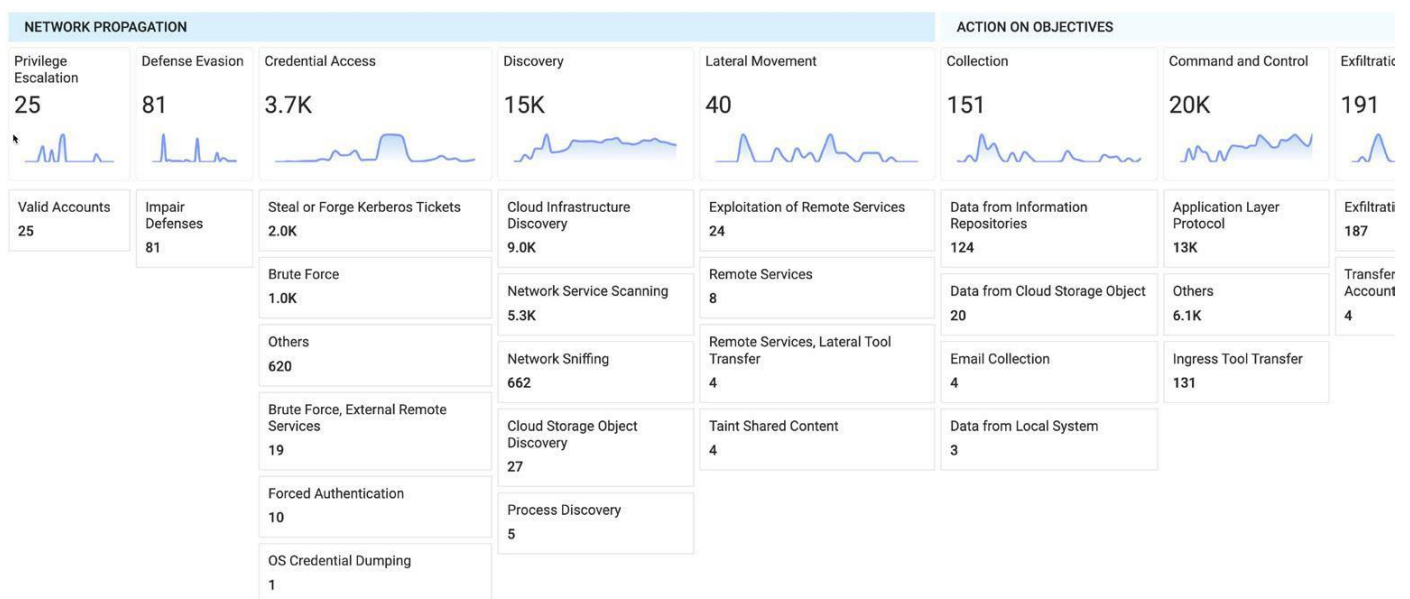 NETWORK PROPAGATION
ACTION ON OBJECTIVES
Privilege
Escalation
25
Defense Evasion
81
Credential Access
3.7K
Discovery
15K
Lateral Movement
40
Collection
151
Command and Control
20K
Exfiltratic
191
Valid Accounts
25
Impair
Defenses
81
Steal or Forge Kerberos Tickets
2.0K
Brute Force
1.0K
Others
620
Brute Force, External Remote
Services
19
Forced Authentication
10
OS Credential Dumping
1
Cloud Infrastructure
Discovery
9.0K
Network Service Scanning
5.3K
Network Sniffing
662
Cloud Storage Object
Discovery
27
Process Discovery
5
Exploitation of Remote Services
24
Remote Services
8
Remote Services, Lateral Tool
Transfer
4
Taint Shared Content
4
Data from Information
Repositories
124
Data from Cloud Storage Object
20
Email Collection
4
Data from Local System
3
Application Layer
Protocol
13K
Others
6.1K
Ingress Tool Transfer
131
Exfiltrati
187
Transfer
Account
4